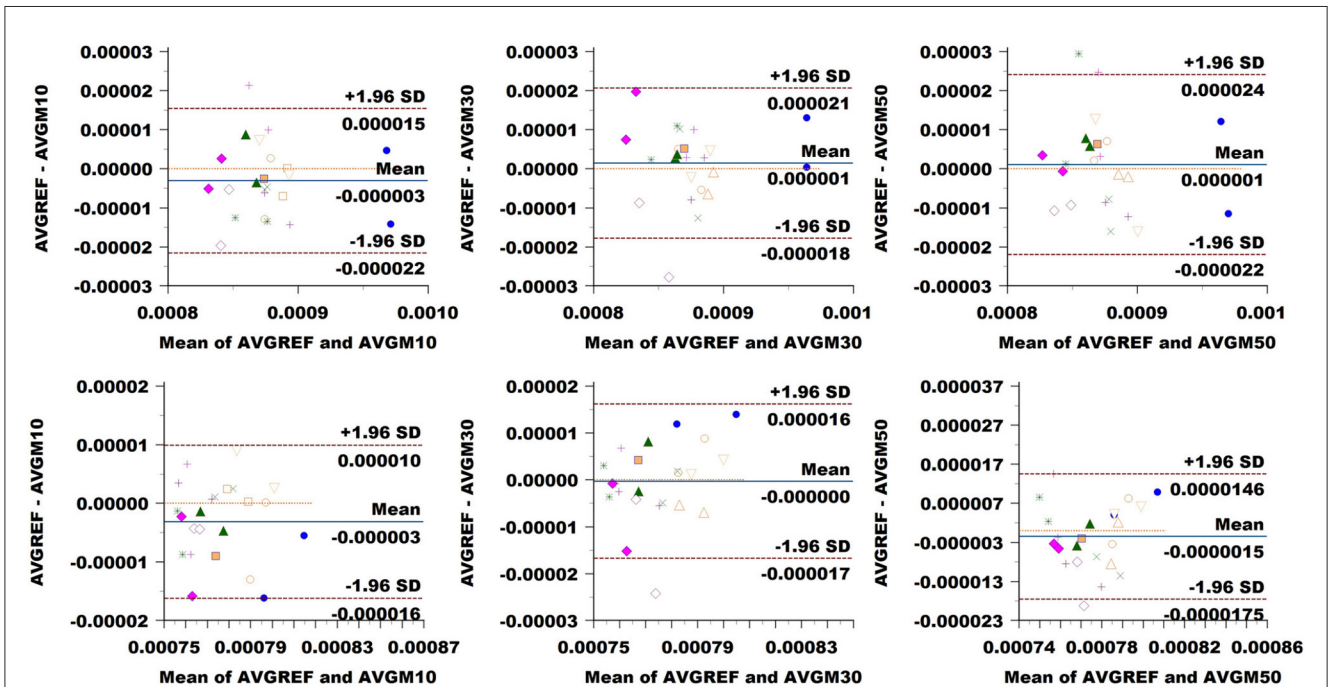 0.00003
0.00002
0.00001
0.00000
-0.00001
-0.00002
-0.00003
AVGREF - AVGM10
+1.96 SD
0.000015
Mean
-0.000003
-1.96 SD
-0.000022
0.0008 0.0009 0.0010
Mean of AVGREF and AVGM10
0.00003
0.00002
0.00001
0.00000
-0.00001
-0.00002
-0.00003
AVGREF - AVGM30
+1.96 SD
0.000021
Mean
0.000001
-1.96 SD
-0.000018
0.0008 0.0009 0.001
Mean of AVGREF and AVGM30
0.00003
0.00002
0.00001
0.00000
-0.00001
-0.00002
-0.00003
AVGREF - AVGM50
+1.96 SD
0.000024
Mean
0.000001
-1.96 SD
-0.000022
0.0008 0.0009 0.001
Mean of AVGREF and AVGM50
0.00002
0.00001
0.00000
-0.00001
-0.00002
AVGREF - AVGM10
+1.96 SD
0.000010
Mean
-0.000003
-1.96 SD
-0.000016
0.00075 0.00079 0.00083 0.00087
Mean of AVGREF and AVGM10
0.00002
0.00001
0.00000
-0.00001
-0.00002
-0.00003
AVGREF - AVGM30
+1.96 SD
0.000016
Mean
-0.000000
-1.96 SD
-0.000017
0.00075 0.00079 0.00083
Mean of AVGREF and AVGM30
0.000037
0.000027
0.000017
0.000007
-0.000003
-0.000013
-0.000023
AVGREF - AVGM50
+1.96 SD
0.0000146
Mean
-0.0000015
-1.96 SD
-0.0000175
0.00074 0.00078 0.00082 0.00086
Mean of AVGREF and AVGM50